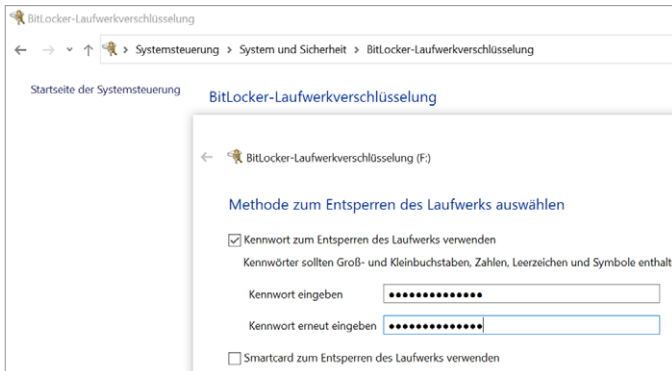 BitLocker-Laufwerkverschlüsselung
Systemsteuerung > System und Sicherheit > BitLocker-Laufwerkverschlüsselung
Startseite der Systemsteuerung
BitLocker-Laufwerkverschlüsselung
BitLocker-Laufwerkverschlüsselung (F:)
Methode zum Entsperren des Laufwerks auswählen
Kennwort zum Entsperren des Laufwerks verwenden
Kennwörter sollten Groß- und Kleinbuchstaben, Zahlen, Leerzeichen und Symbole enthalt
Kennwort eingeben
Kennwort erneut eingeben
Smartcard zum Entsperren des Laufwerks verwenden